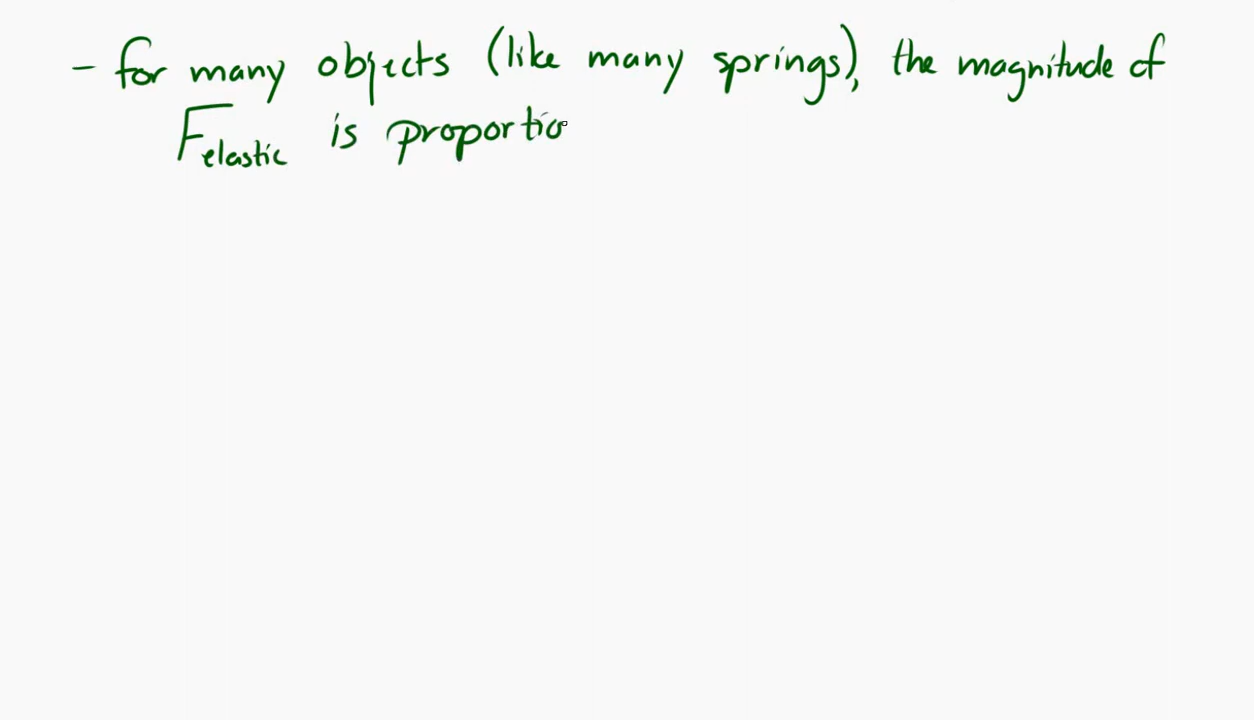 - for many objects (like many springs), the magnitude of
Felastic is proportio